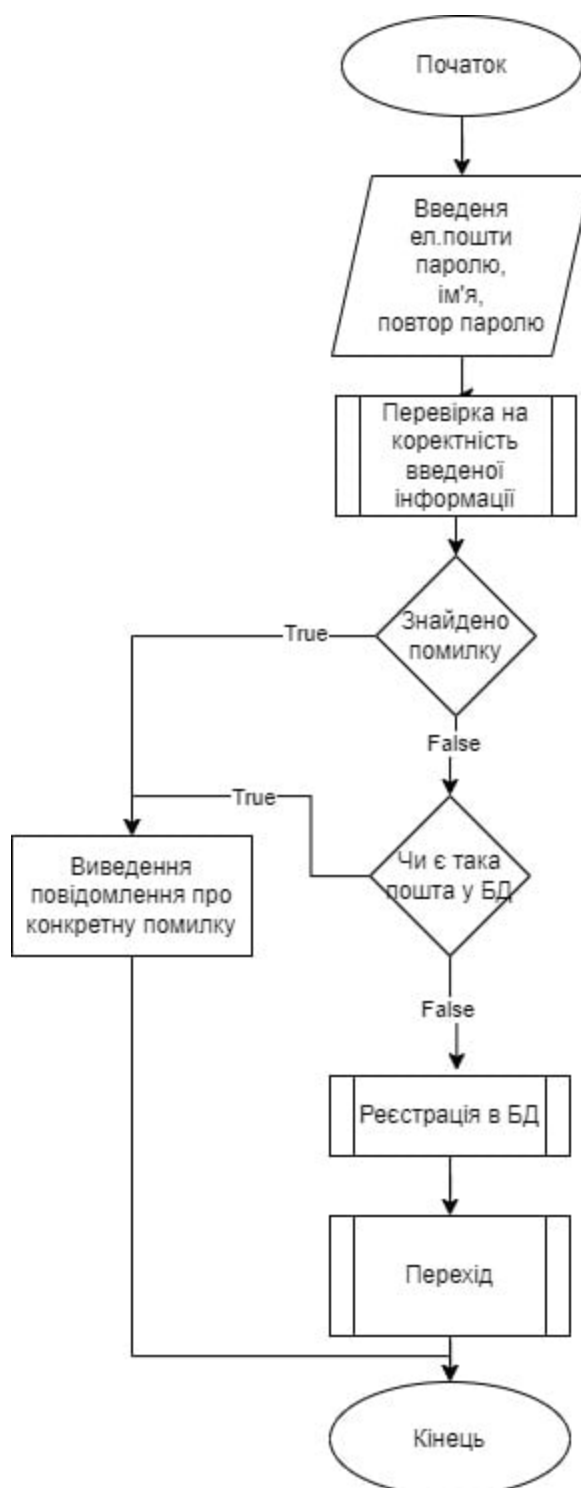 Початок
Введеня
ел.пошти
паролю,
ім'я,
повтор паролю
Перевірка на
коректність
введеної
інформації
Знайдено
помилку
True
False
True
Чи є така
пошта у БД
Виведення
повідомлення про
конкретну помилку
False
Реєстрація в БД
Перехід
Кінець